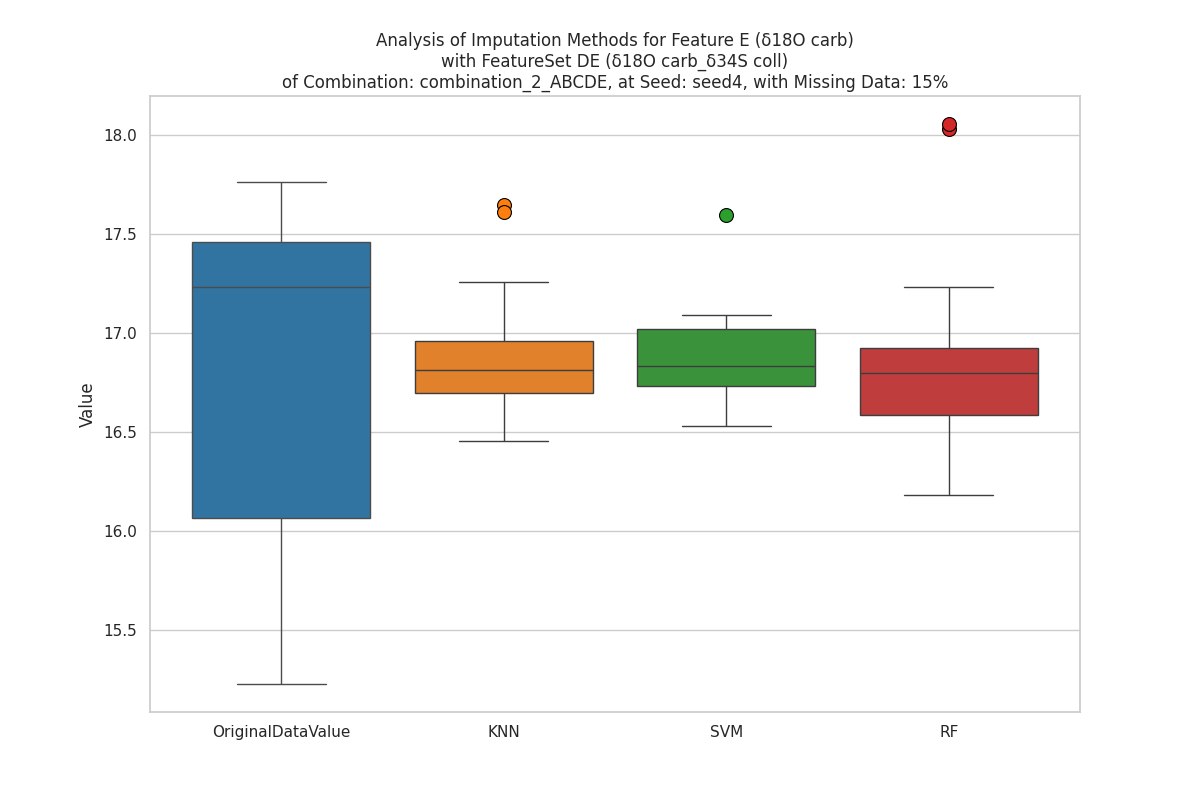 Analysis of Imputation Methods for Feature E (δ18O carb)
with FeatureSet DE (δ18O carb_δ34S coll)
of Combination: combination_2_ABCDE, at Seed: seed4, with Missing Data: 15%
18.0
17.5
17.0
16.5
16.0
15.5
Value
OriginalDataValue
KNN
SVM
RF